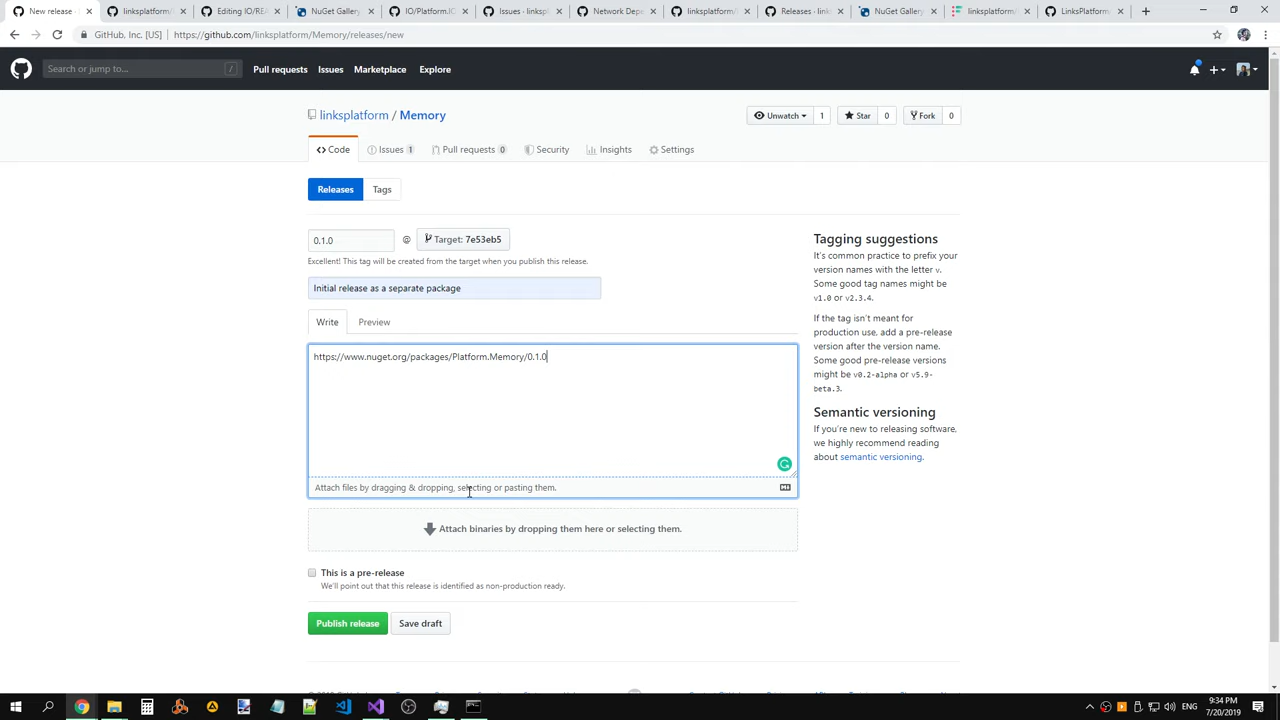 New release - l
linksplatform/
Editing IO/REA
NuGet Gallery
IO/Platform.IO
Issues - linksp
Network Depe
linksplatform/
Releases - link
NuGet Gallery
linksplatform/
LinksPlatform.
GitHub, Inc. [US] | https://github.com/linksplatform/Memory/releases/new
Search or jump to... /
Pull requests Issues Marketplace Explore
linksplatform / Memory
Unwatch 1 Star 0 Fork 0
Code Issues 1 Pull requests 0 Security Insights Settings
Releases Tags
0.1.0 @ Target: 7e53eb5
Excellent! This tag will be created from the target when you publish this release.
Initial release as a separate package
Write Preview
https://www.nuget.org/packages/Platform.Memory/0.1.0
Attach files by dragging & dropping, selecting or pasting them.
Attach binaries by dropping them here or selecting them.
This is a pre-release
We'll point out that this release is identified as non-production ready.
Publish release Save draft
Tagging suggestions
It's common practice to prefix your
version names with the letter v.
Some good tag names might be
v1.0 or v2.3.4.
If the tag isn't meant for
production use, add a pre-release
version after the version name.
Some good pre-release versions
might be v0.2-alpha or v5.9-
beta.3.
Semantic versioning
If you're new to releasing software,
we highly recommend reading
about semantic versioning.
ENG
9:34 PM
7/20/2019